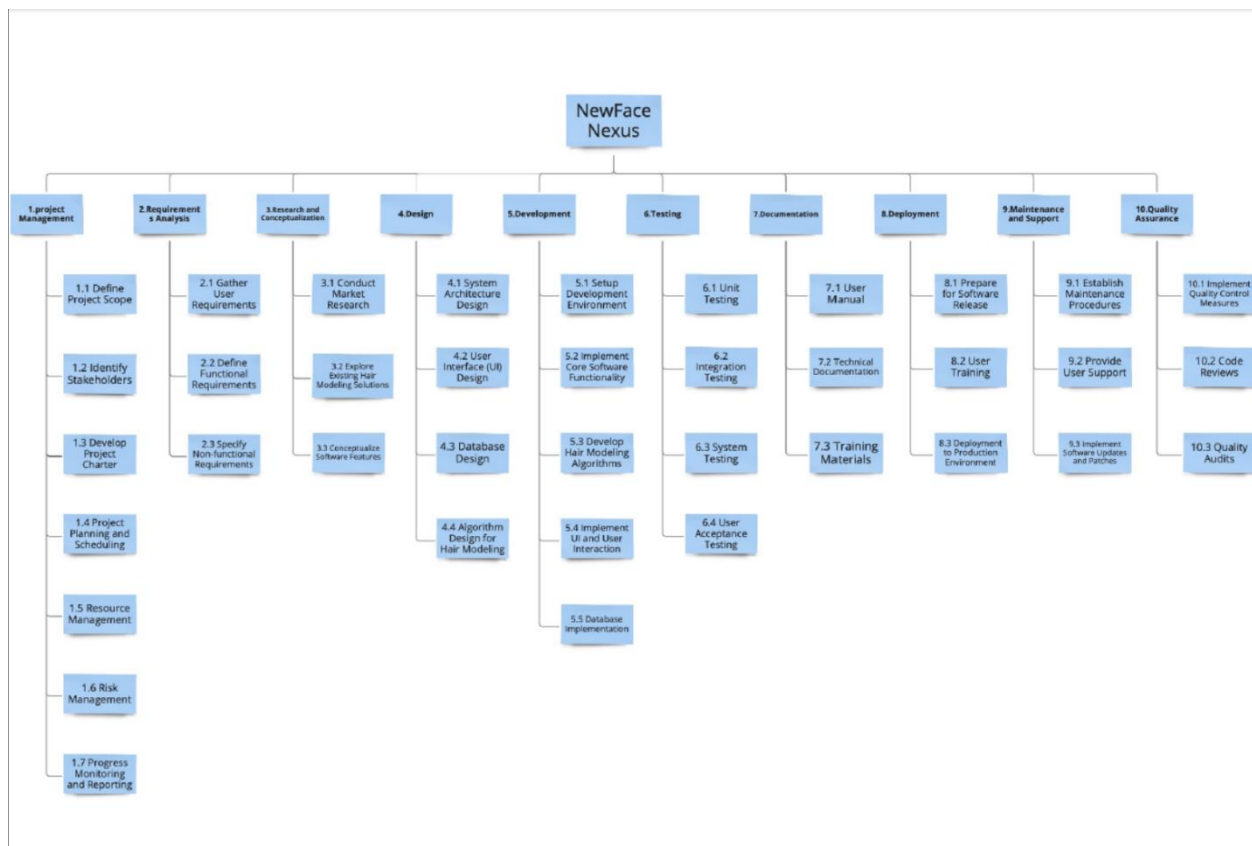 NewFace
Nexus
1.project
Management
2.Requirement
s Analysis
3.Research and
Conceptualization
4.Design
5.Development
6.Testing
7.Documentation
8.Deployment
9.Maintenance
and Support
10.Quality
Assurance
1.1 Define
Project Scope
1.2 Identify
Stakeholders
1.3 Develop
Project
Charter
1.4 Project
Planning and
Scheduling
1.5 Resource
Management
1.6 Risk
Management
1.7 Progress
Monitoring
and Reporting
2.1 Gather
User
Requirements
2.2 Define
Functional
Requirements
2.3 Specify
Non-functional
Requirements
3.1 Conduct
Market
Research
3.2 Explore
Existing Hair
Modeling Solutions
3.3 Conceptualize
Software Features
4.1 System
Architecture
Design
4.2 User
Interface (UI)
Design
4.3 Database
Design
4.4 Algorithm
Design for
Hair Modeling
5.1 Setup
Development
Environment
5.2 Implement
Core Software
Functionality
5.3 Develop
Hair Modeling
Algorithms
5.4 Implement
UI and User
Interaction
5.5 Database
Implementation
6.1 Unit
Testing
6.2
Integration
Testing
6.3 System
Testing
6.4 User
Acceptance
Testing
7.1 User
Manual
7.2 Technical
Documentation
7.3 Training
Materials
8.1 Prepare
for Software
Release
8.2 User
Training
8.3 Deployment
to Production
Environment
9.1 Establish
Maintenance
Procedures
9.2 Provide
User Support
9.3 Implement
Software Updates
and Patches
10.1 Implement
Quality Control
Measures
10.2 Code
Reviews
10.3 Quality
Audits